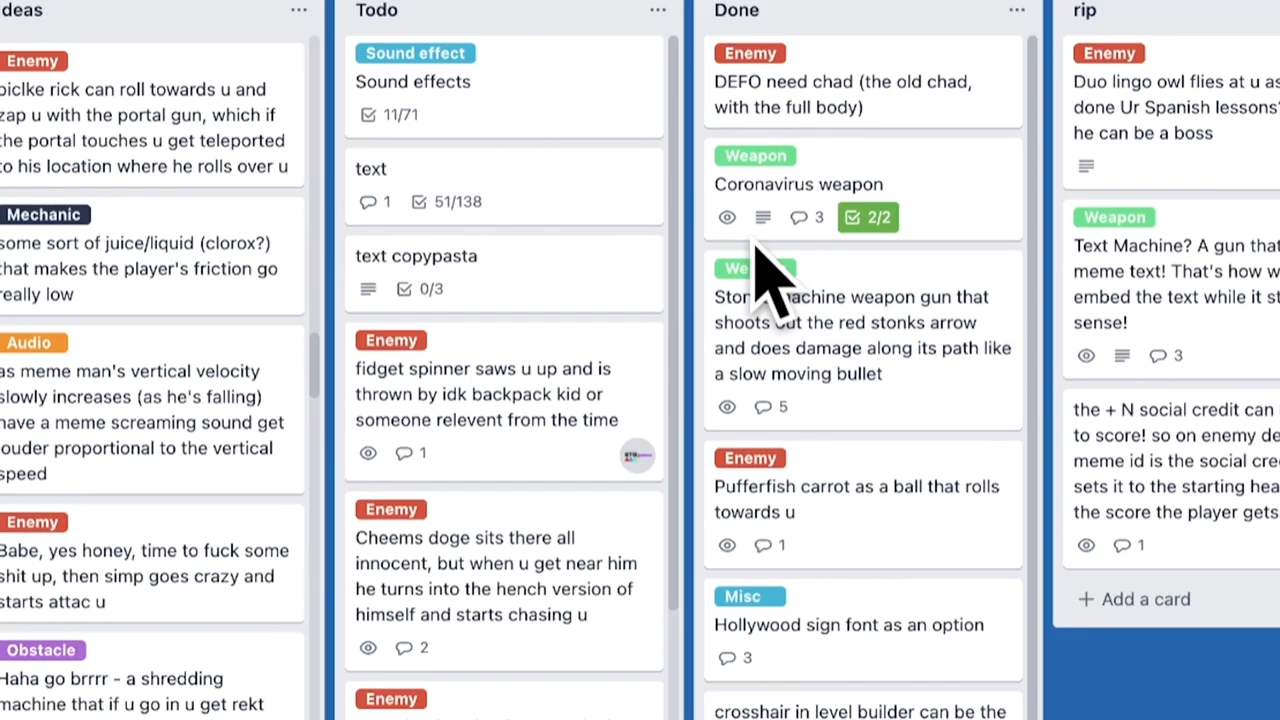 Ideas
Enemy
piclke rick can roll towards u and
zap u with the portal gun, which if
the portal touches u get teleported
to his location where he rolls over u
Mechanic
some sort of juice/liquid (clorox?)
that makes the player's friction go
really low
Audio
as meme man's vertical velocity
slowly increases (as he's falling)
have a meme screaming sound get
louder proportional to the vertical
speed
Enemy
Babe, yes honey, time to fuck some
shit up, then simp goes crazy and
starts attac u
Obstacle
Haha go brrrr - a shredding
machine that if u go in u get rekt
Todo
Sound effect
Sound effects
11/71
text
1 51/138
text copypasta
0/3
Enemy
fidget spinner saws u up and is
thrown by idk backpack kid or
someone relevent from the time
1
Enemy
Cheems doge sits there all
innocent, but when u get near him
he turns into the hench version of
himself and starts chasing u
2
Enemy
Done
Enemy
DEFO need chad (the old chad,
with the full body)
Weapon
Coronavirus weapon
3 2/2
machine weapon gun that
shoots out the red stonks arrow
and does damage along its path like
a slow moving bullet
5
Enemy
Pufferfish carrot as a ball that rolls
towards u
1
Misc
Hollywood sign font as an option
3
crosshair in level builder can be the
rip
Enemy
Duo lingo owl flies at u as
done Ur Spanish lessons'
he can be a boss
Weapon
Text Machine? A gun that
meme text! That's how w
embed the text while it st
sense!
3
the + N social credit can
to score! so on enemy de
meme id is the social cre
sets it to the starting hea
the score the player gets
1
+ Add a card